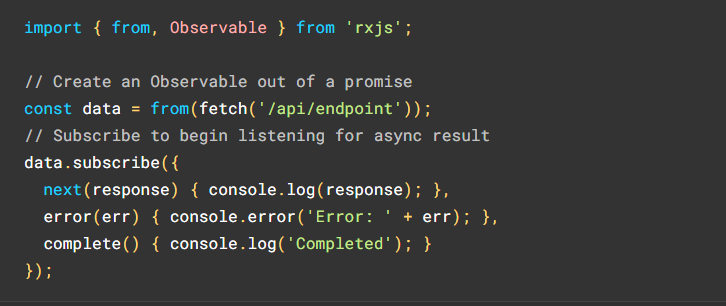 import { from, Observable } from 'rxjs';
// Create an Observable out of a promise
const data = from(fetch('/api/endpoint'));
// Subscribe to begin listening for async result
data.subscribe({
  next(response) { console.log(response); },
  error(err) { console.error('Error: ' + err); },
  complete() { console.log('Completed'); }
});